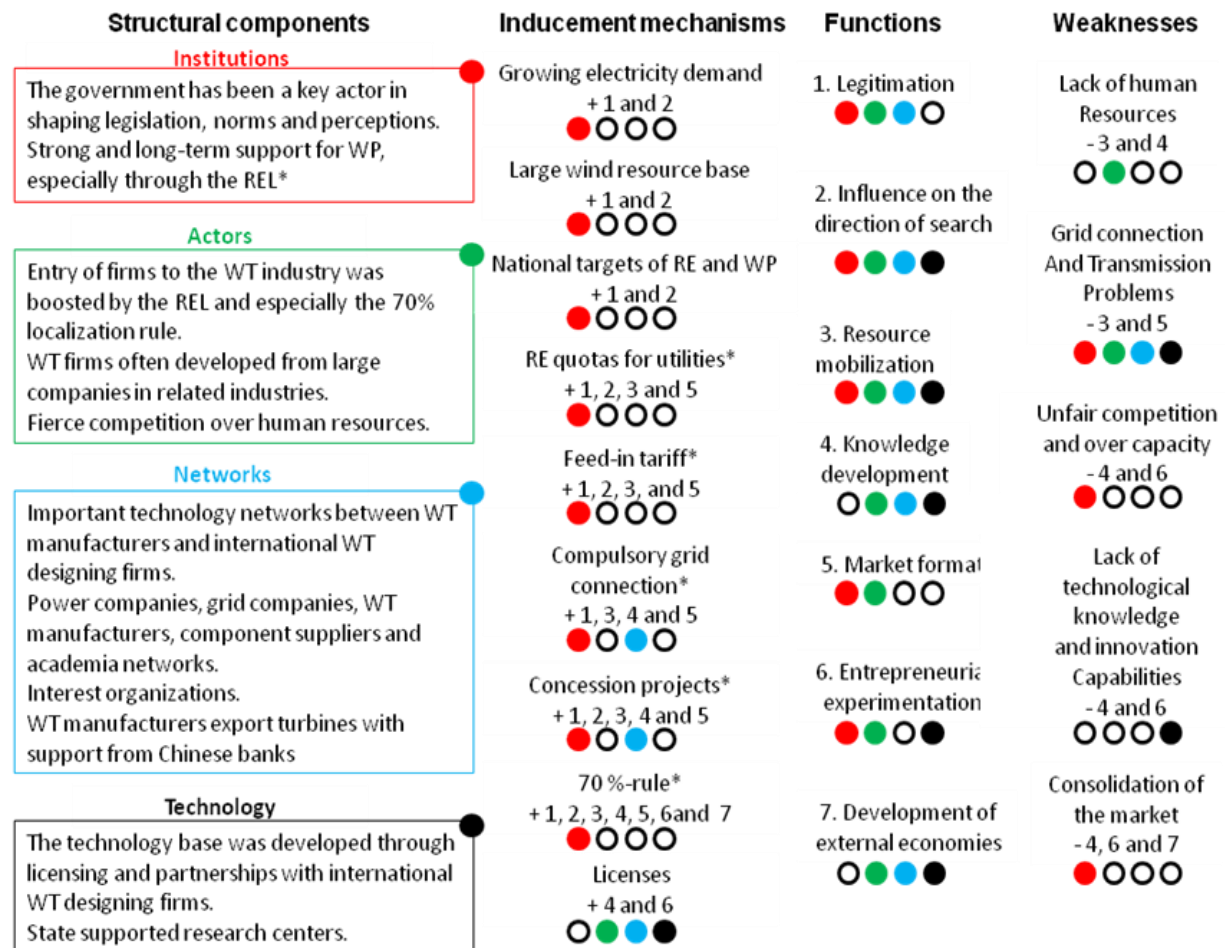 Structural components
Institutions
The government has been a key actor in
shaping legislation, norms and perceptions.
Strong and long-term support for WP,
especially through the REL*
Actors
Entry of firms to the WT industry was
boosted by the REL and especially the 70%
localization rule.
WT firms often developed from large
companies in related industries.
Fierce competition over human resources.
Networks
Important technology networks between WT
manufacturers and international WT
designing firms.
Power companies, grid companies, WT
manufacturers, component suppliers and
academia networks.
Interest organizations.
WT manufacturers export turbines with
support from Chinese banks
Technology
The technology base was developed through
licensing and partnerships with international
WT designing firms.
State supported research centers.
Inducement mechanisms
Growing electricity demand
+ 1 and 2
Large wind resource base
+ 1 and 2
National targets of RE and WP
+ 1 and 2
RE quotas for utilities*
+ 1, 2, 3 and 5
Feed-in tariff*
+ 1, 2, 3, and 5
Compulsory grid
connection*
+ 1, 3, 4 and 5
Concession projects*
+ 1, 2, 3, 4 and 5
70 %-rule*
+ 1, 2, 3, 4, 5, 6and 7
Licenses
+ 4 and 6
Functions
1. Legitimation
2. Influence on the
direction of search
3. Resource
mobilization
4. Knowledge
development
5. Market format
6. Entrepreneuria
experimentation
7. Development of
external economies
Weaknesses
Lack of human
Resources
- 3 and 4
Grid connection
And Transmission
Problems
- 3 and 5
Unfair competition
and over capacity
- 4 and 6
Lack of
technological
knowledge
and innovation
Capabilities
- 4 and 6
Consolidation of
the market
- 4, 6 and 7